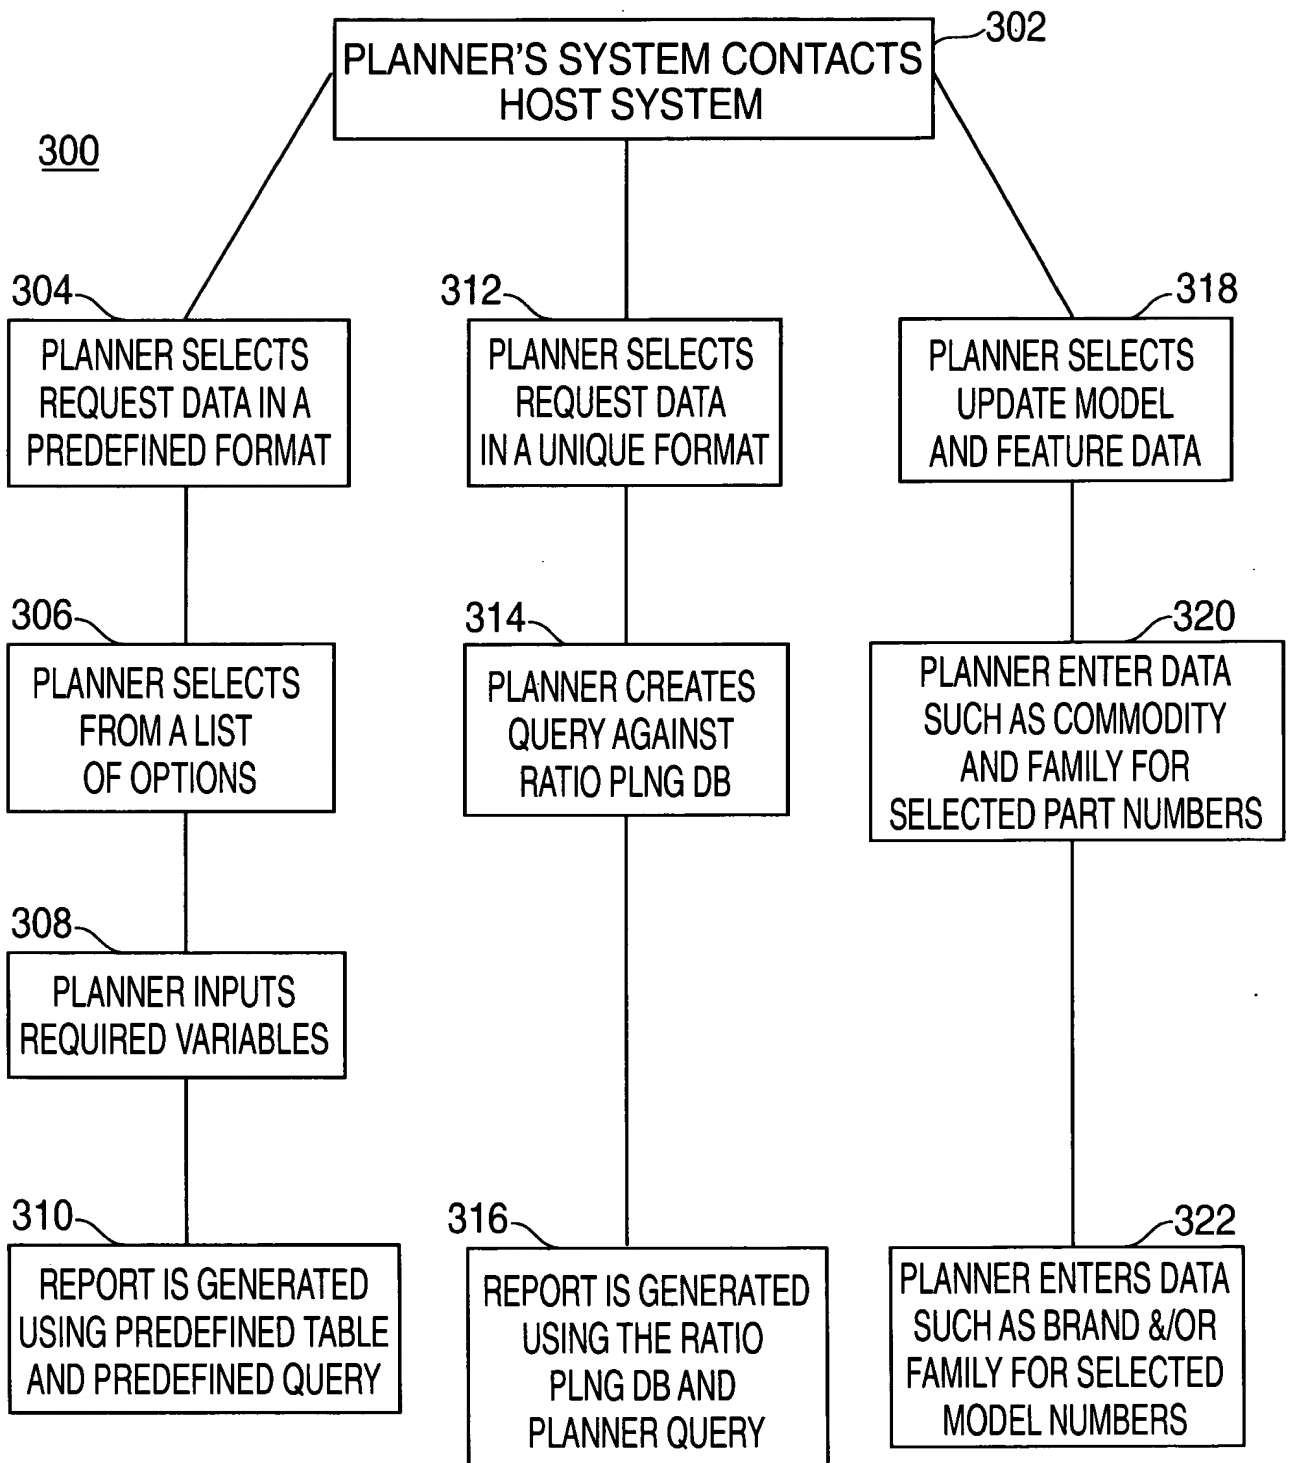 302
PLANNER'S SYSTEM CONTACTS
HOST SYSTEM
300
304
PLANNER SELECTS
REQUEST DATA IN A
PREDEFINED FORMAT
312
PLANNER SELECTS
REQUEST DATA
IN A UNIQUE FORMAT
318
PLANNER SELECTS
UPDATE MODEL
AND FEATURE DATA
306
PLANNER SELECTS
FROM A LIST
OF OPTIONS
314
PLANNER CREATES
QUERY AGAINST
RATIO PLNG DB
320
PLANNER ENTER DATA
SUCH AS COMMODITY
AND FAMILY FOR
SELECTED PART NUMBERS
308
PLANNER INPUTS
REQUIRED VARIABLES
310
REPORT IS GENERATED
USING PREDEFINED TABLE
AND PREDEFINED QUERY
316
REPORT IS GENERATED
USING THE RATIO
PLNG DB AND
PLANNER QUERY
322
PLANNER ENTERS DATA
SUCH AS BRAND &/OR
FAMILY FOR SELECTED
MODEL NUMBERS